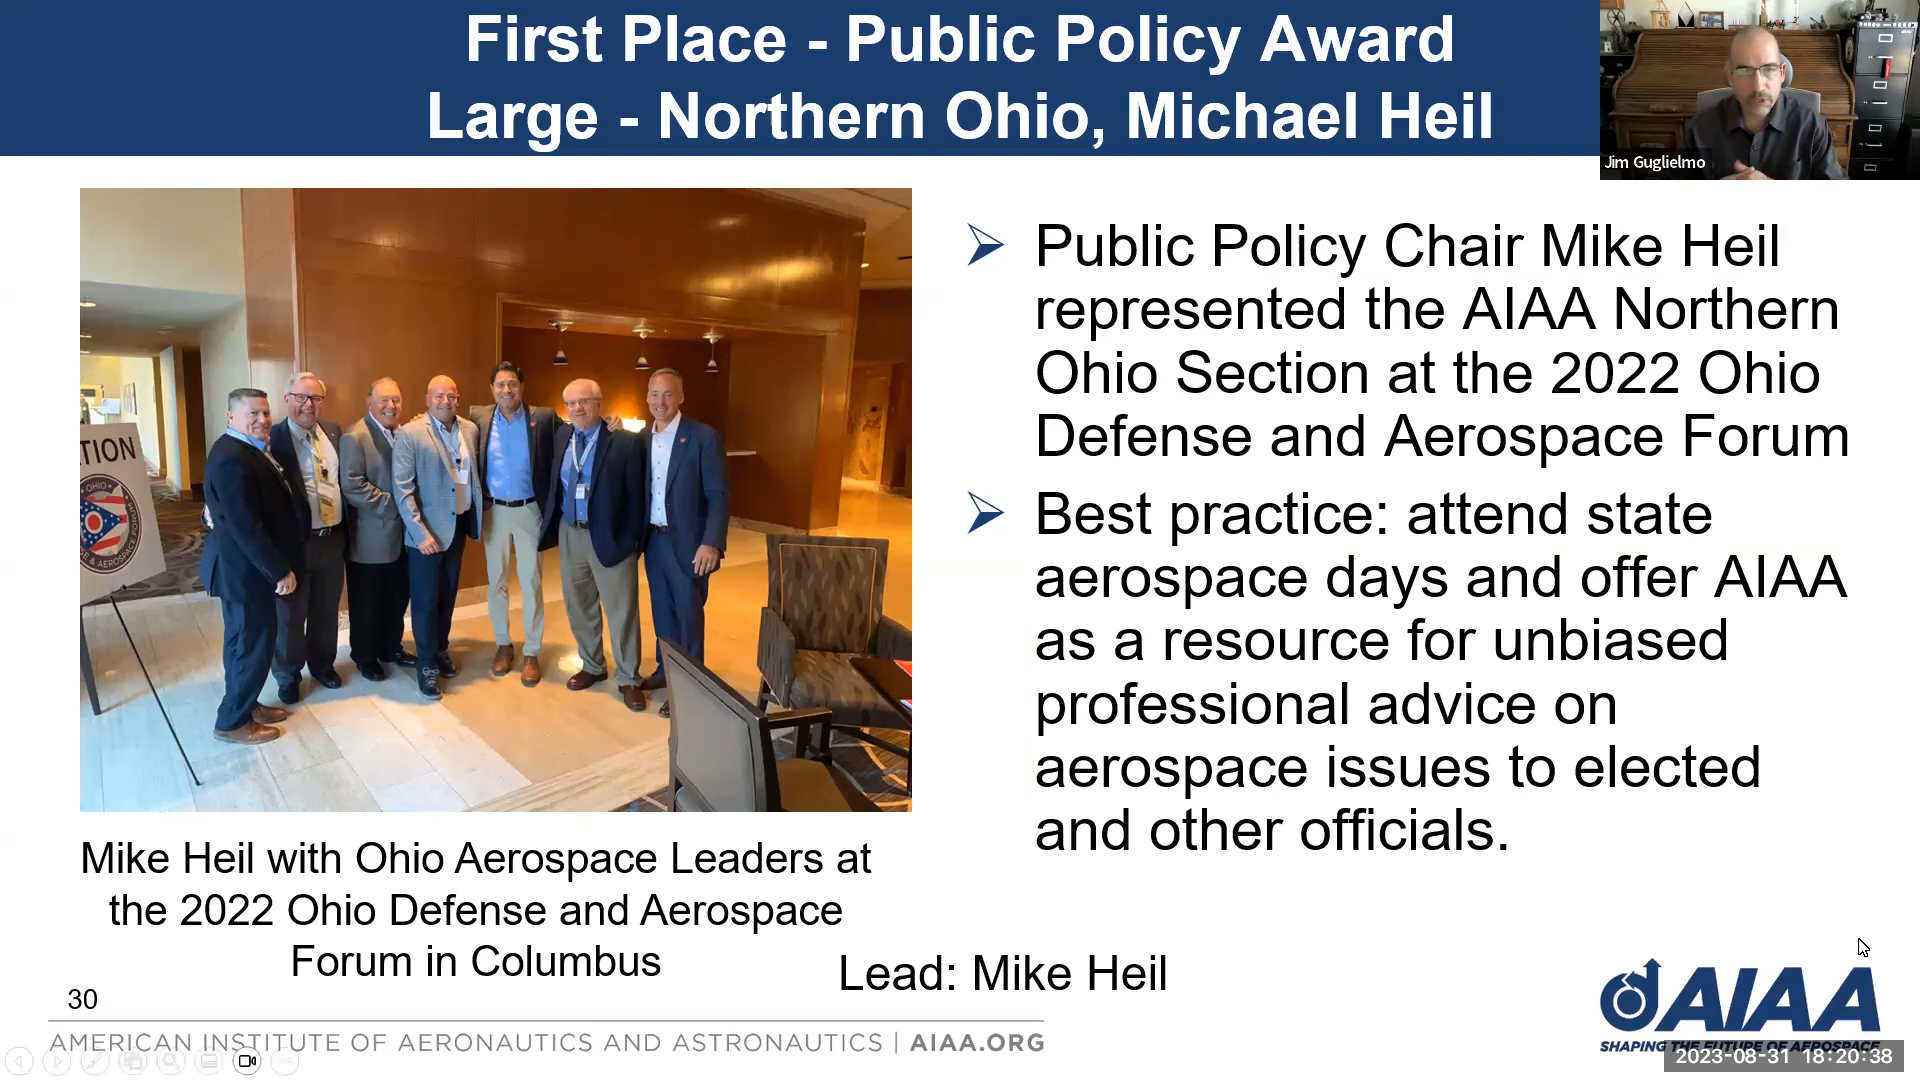 First Place - Public Policy Award
Large - Northern Ohio, Michael Heil
Jim Guglielmo
Public Policy Chair Mike Heil
represented the AIAA Northern
Ohio Section at the 2022 Ohio
Defense and Aerospace Forum
Best practice: attend state
aerospace days and offer AIAA
as a resource for unbiased
professional advice on
aerospace issues to elected
and other officials.
TION
OHIO
& AEROSPACE FORUM
Mike Heil with Ohio Aerospace Leaders at
the 2022 Ohio Defense and Aerospace
Forum in Columbus
Lead: Mike Heil
30
AMERICAN INSTITUTE OF AERONAUTICS AND ASTRONAUTICS | AIAA.ORG
AIAA
SHAPING THE FUTURE OF AEROSPACE
2023-08-31 18:20:38